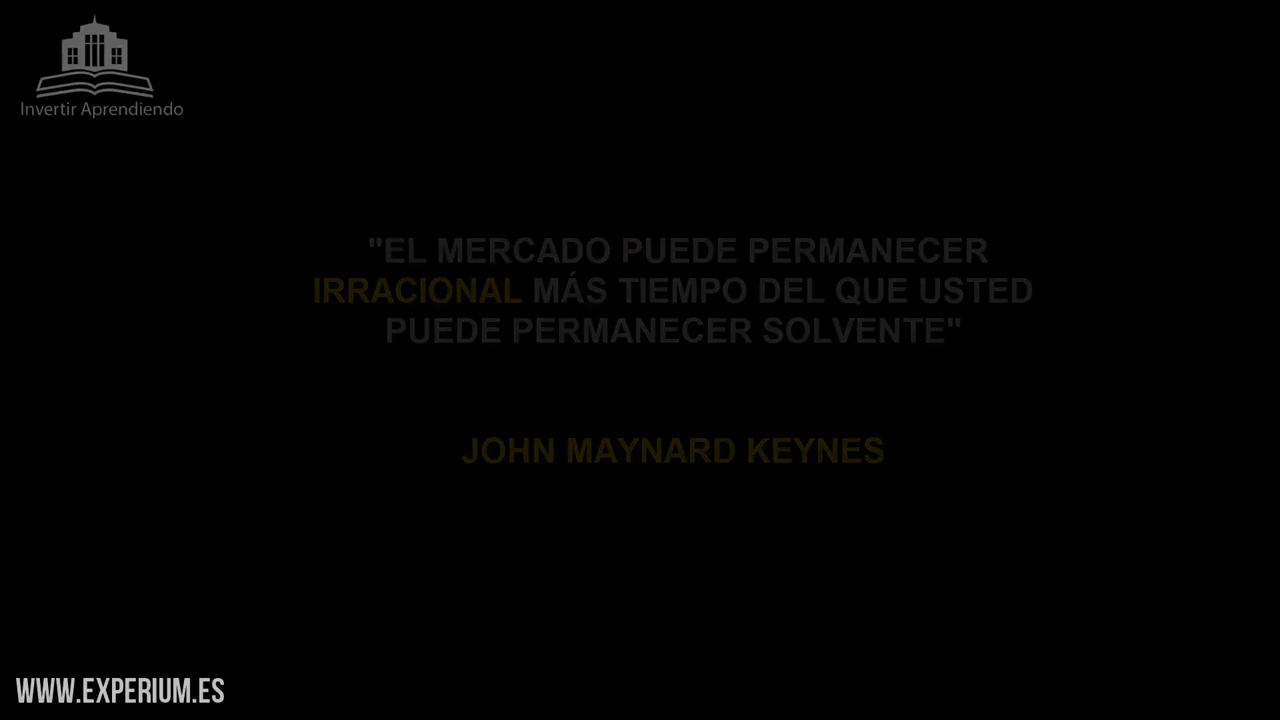 Invertir Aprendiendo
"EL MERCADO PUEDE PERMANECER
IRRACIONAL MÁS TIEMPO DEL QUE USTED
PUEDE PERMANECER SOLVENTE"
JOHN MAYNARD KEYNES
WWW.EXPERIUM.ES